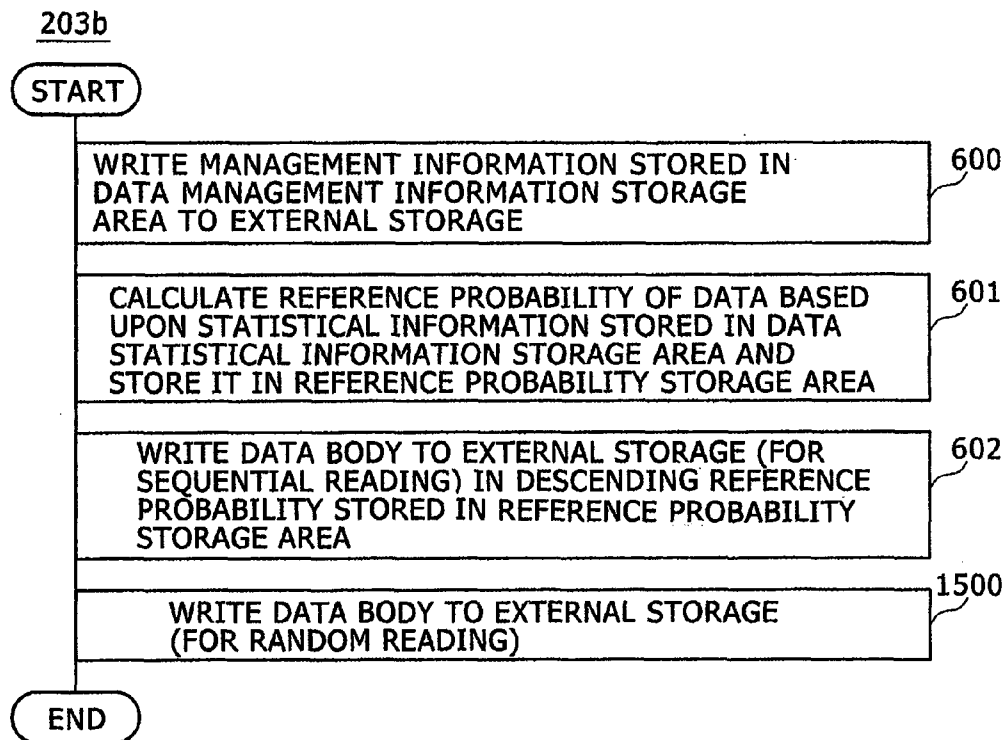 203b
START
WRITE MANAGEMENT INFORMATION STORED IN
DATA MANAGEMENT INFORMATION STORAGE
AREA TO EXTERNAL STORAGE
600
CALCULATE REFERENCE PROBABILITY OF DATA BASED
UPON STATISTICAL INFORMATION STORED IN DATA
STATISTICAL INFORMATION STORAGE AREA AND
STORE IT IN REFERENCE PROBABILITY STORAGE AREA
601
WRITE DATA BODY TO EXTERNAL STORAGE (FOR
SEQUENTIAL READING) IN DESCENDING REFERENCE
PROBABILITY STORED IN REFERENCE PROBABILITY
STORAGE AREA
602
WRITE DATA BODY TO EXTERNAL STORAGE
(FOR RANDOM READING)
1500
END